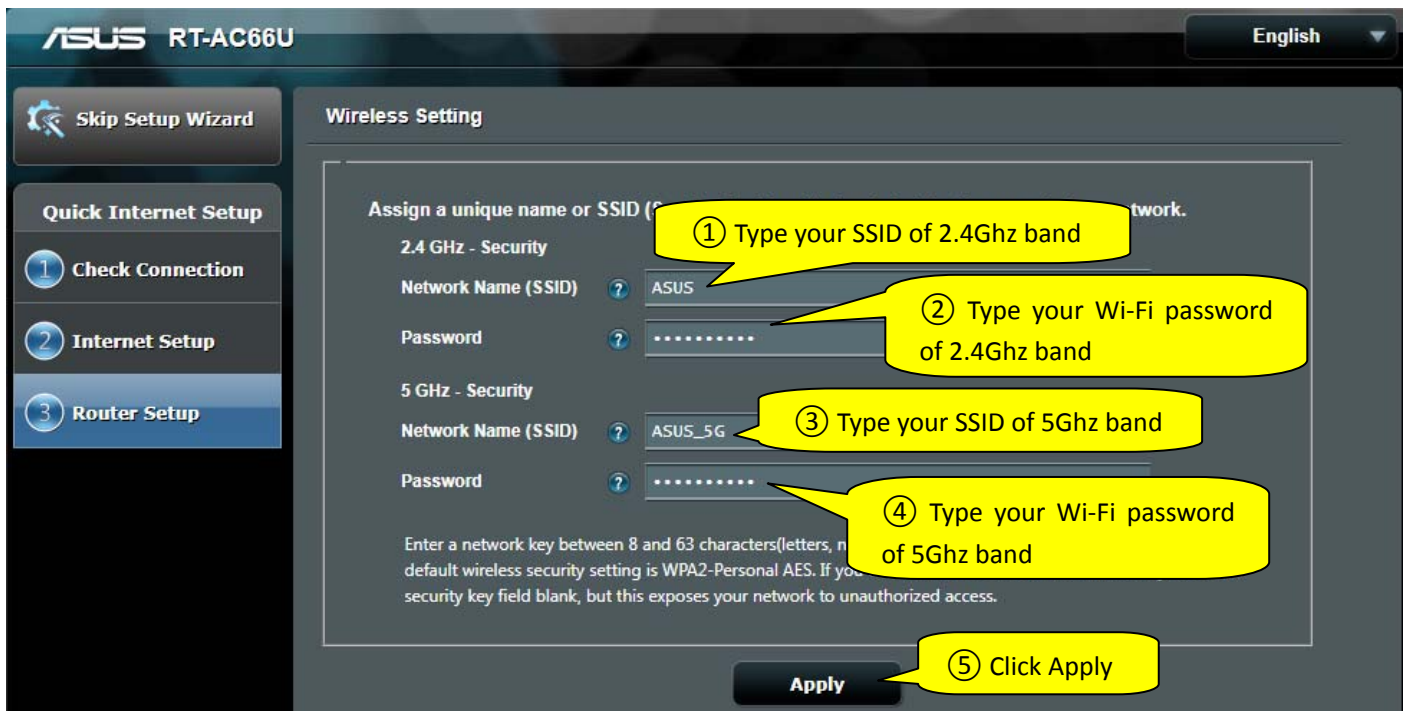 ASUS RT-AC66U
English
Skip Setup Wizard
Quick Internet Setup
1 Check Connection
2 Internet Setup
3 Router Setup
Wireless Setting
Assign a unique name or SSID (
twork.
① Type your SSID of 2.4Ghz band
2.4 GHz - Security
Network Name (SSID) ? ASUS
② Type your Wi-Fi password
of 2.4Ghz band
Password ? ••••••••••
5 GHz - Security
③ Type your SSID of 5Ghz band
Network Name (SSID) ? ASUS_5G
Password ? ••••••••••
④ Type your Wi-Fi password
of 5Ghz band
Enter a network key between 8 and 63 characters(letters,
default wireless security setting is WPA2-Personal AES. If
security key field blank, but this exposes your network to unauthorized access.
⑤ Click Apply
Apply